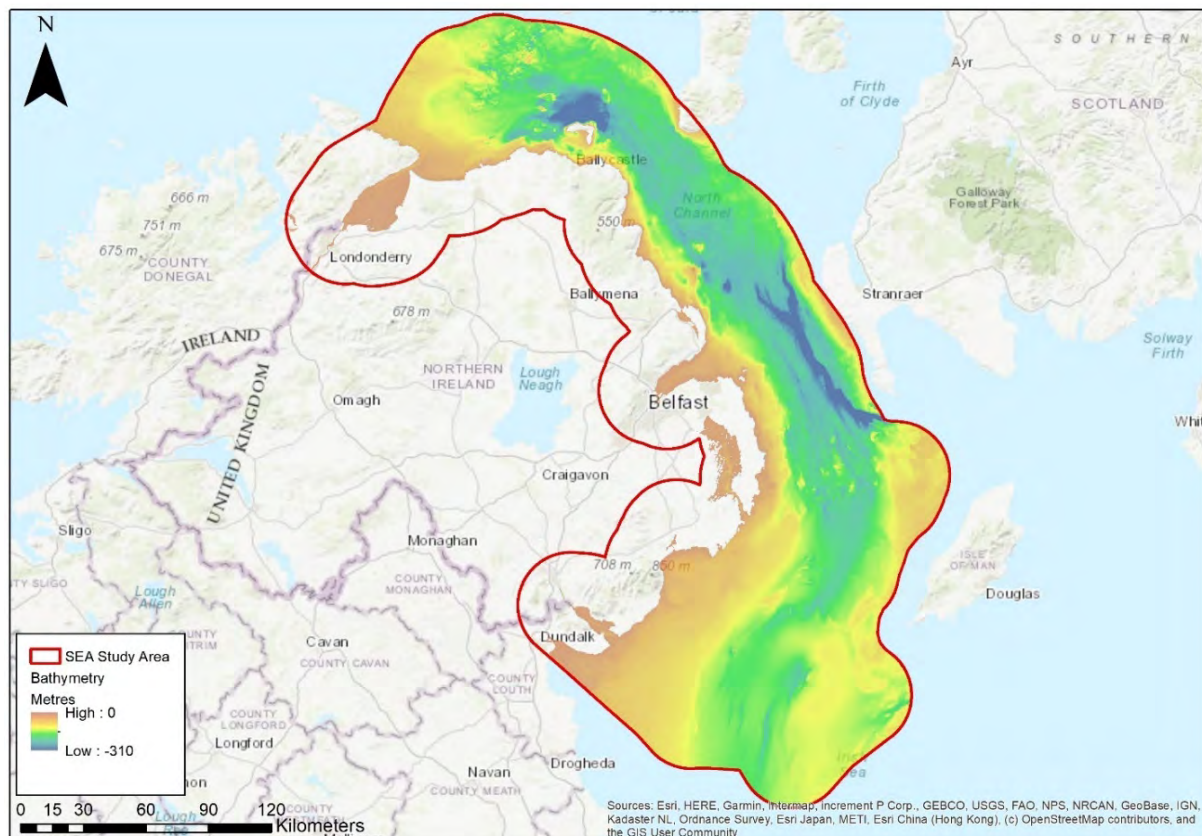 N
Ayr
SOUTHERN
Firth
of Clyde
SCOTLAND
Ballycastle
666 m
North
Channel
Galloway
Forest Park
751 m
550 m
675 m
COUNTY
DONEGAL
Londonderry
Stranraer
Ballymena
678 m
IRELAND
Solway
Firth
NORTHERN
IRELAND
Lough
Neagh
UNITED KINGDOM
Omagh
Belfast
Whit
Craigavon
Sligo
Monaghan
708 m
850 m
ISLE
OF MAN
NTY SLIGO
COUNTY
MONAGHAN
Douglas
Lough
Allen
Dundalk
Cavan
COUNTY CAVAN
COUNTY
LOUTH
SEA Study Area
Bathymetry
Metres
High : 0
Low : -310
COUNTY
LONGFORD
Longford
Drogheda
Navan
COUNTY MEATH
0 15 30 60 90 120
Kilometers
Sources: Esri, HERE, Garmin, Intermap, increment P Corp., GEBCO, USGS, FAO, NPS, NRCAN, GeoBase, IGN,
Kadaster NL, Ordnance Survey, Esri Japan, METI, Esri China (Hong Kong), (c) OpenStreetMap contributors, and
the GIS User Community